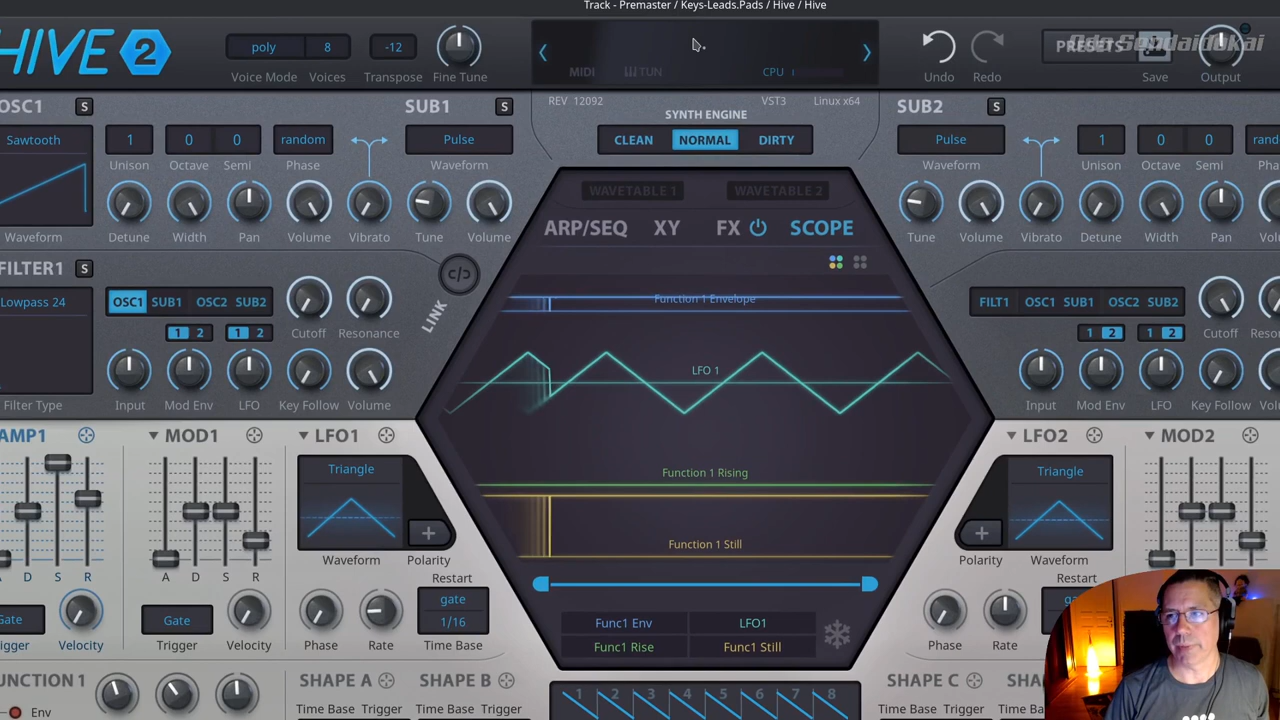 Track - Premaster / Keys-Leads.Pads / Hive / Hive
HIVE 2
poly 8 -12
Voice Mode Voices Transpose Fine Tune
MIDI TUN CPU
Undo Redo PRESETS Save Output
Odo Sendaidokai
REV 12092 VST3 Linux x64
SYNTH ENGINE
CLEAN NORMAL DIRTY
OSC1 S
Sawtooth 1 0 0 random
Unison Octave Semi Phase
Waveform Detune Width Pan Volume Vibrato
SUB1 S
Pulse
Waveform
Tune Volume
SUB2 S
Pulse 1 0 0
Waveform Unison Octave Semi
Tune Volume Vibrato Detune Width Pan
WAVETABLE 1 WAVETABLE 2
ARP/SEQ XY FX SCOPE
FILTER1 S
Lowpass 24 OSC1 SUB1 OSC2 SUB2
1 2 1 2
Cutoff Resonance
Filter Type Input Mod Env LFO Key Follow Volume
LINK
Function 1 Envelope
LFO 1
Function 1 Rising
Function 1 Still
Func1 Env LFO1
Func1 Rise Func1 Still
FILT1 OSC1 SUB1 OSC2 SUB2
1 2 1 2
Cutoff
Input Mod Env LFO Key Follow
AMP1
D S R
Velocity
MOD1
A D S R
Gate
Trigger Velocity
LFO1
Triangle
Waveform Polarity
Restart
gate
1/16
Phase Rate Time Base
LFO2
Triangle
Polarity Waveform
Restart
Phase Rate
MOD2
FUNCTION 1
Env
SHAPE A SHAPE B
Time Base Trigger Time Base Trigger
1 2 3 4 5 6 7 8
SHAPE C
Time Base Trigger